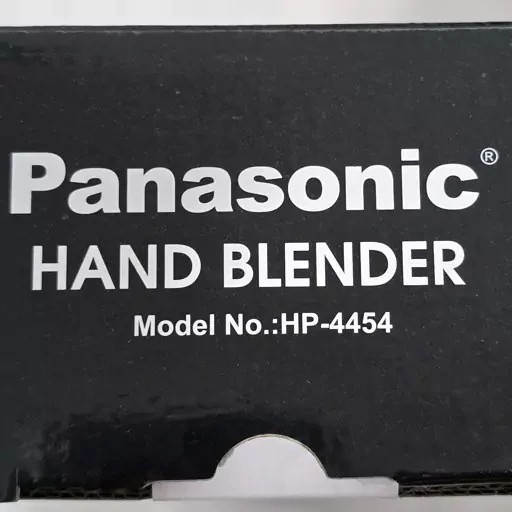 Panasonic®
HAND BLENDER
Model No.:HP-4454